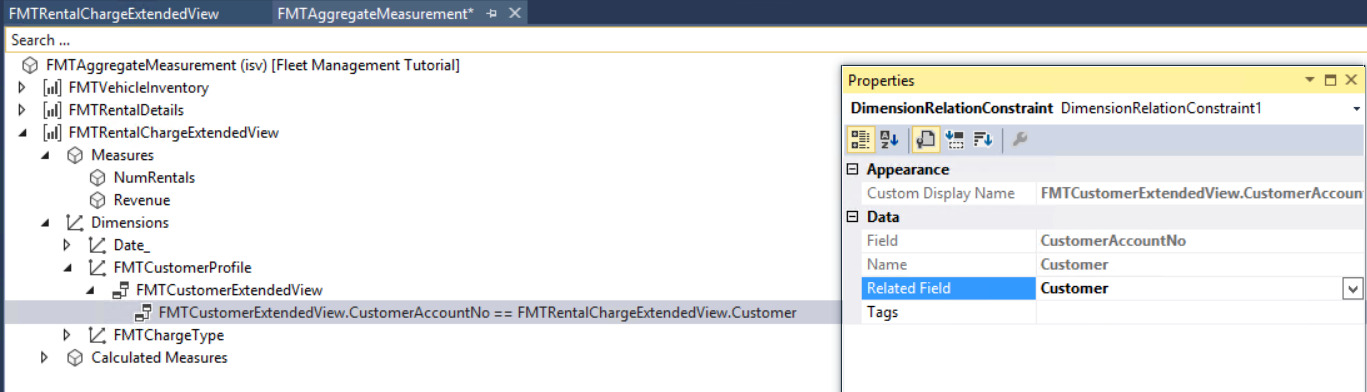 FMTRentalChargeExtendedView
FMTAggregateMeasurement*
Search ...
FMTAggregateMeasurement (isv) [Fleet Management Tutorial]
FMTVehicleInventory
FMTRentalDetails
FMTRentalChargeExtendedView
Measures
NumRentals
Revenue
Dimensions
Date_
FMTCustomerProfile
FMTCustomerExtendedView
FMTCustomerExtendedView.CustomerAccountNo == FMTRentalChargeExtendedView.Customer
FMTChargeType
Calculated Measures
Properties
DimensionRelationConstraint DimensionRelationConstraint1
Appearance
Custom Display Name FMTCustomerExtendedView.CustomerAccoun
Data
Field CustomerAccountNo
Name Customer
Related Field Customer
Tags